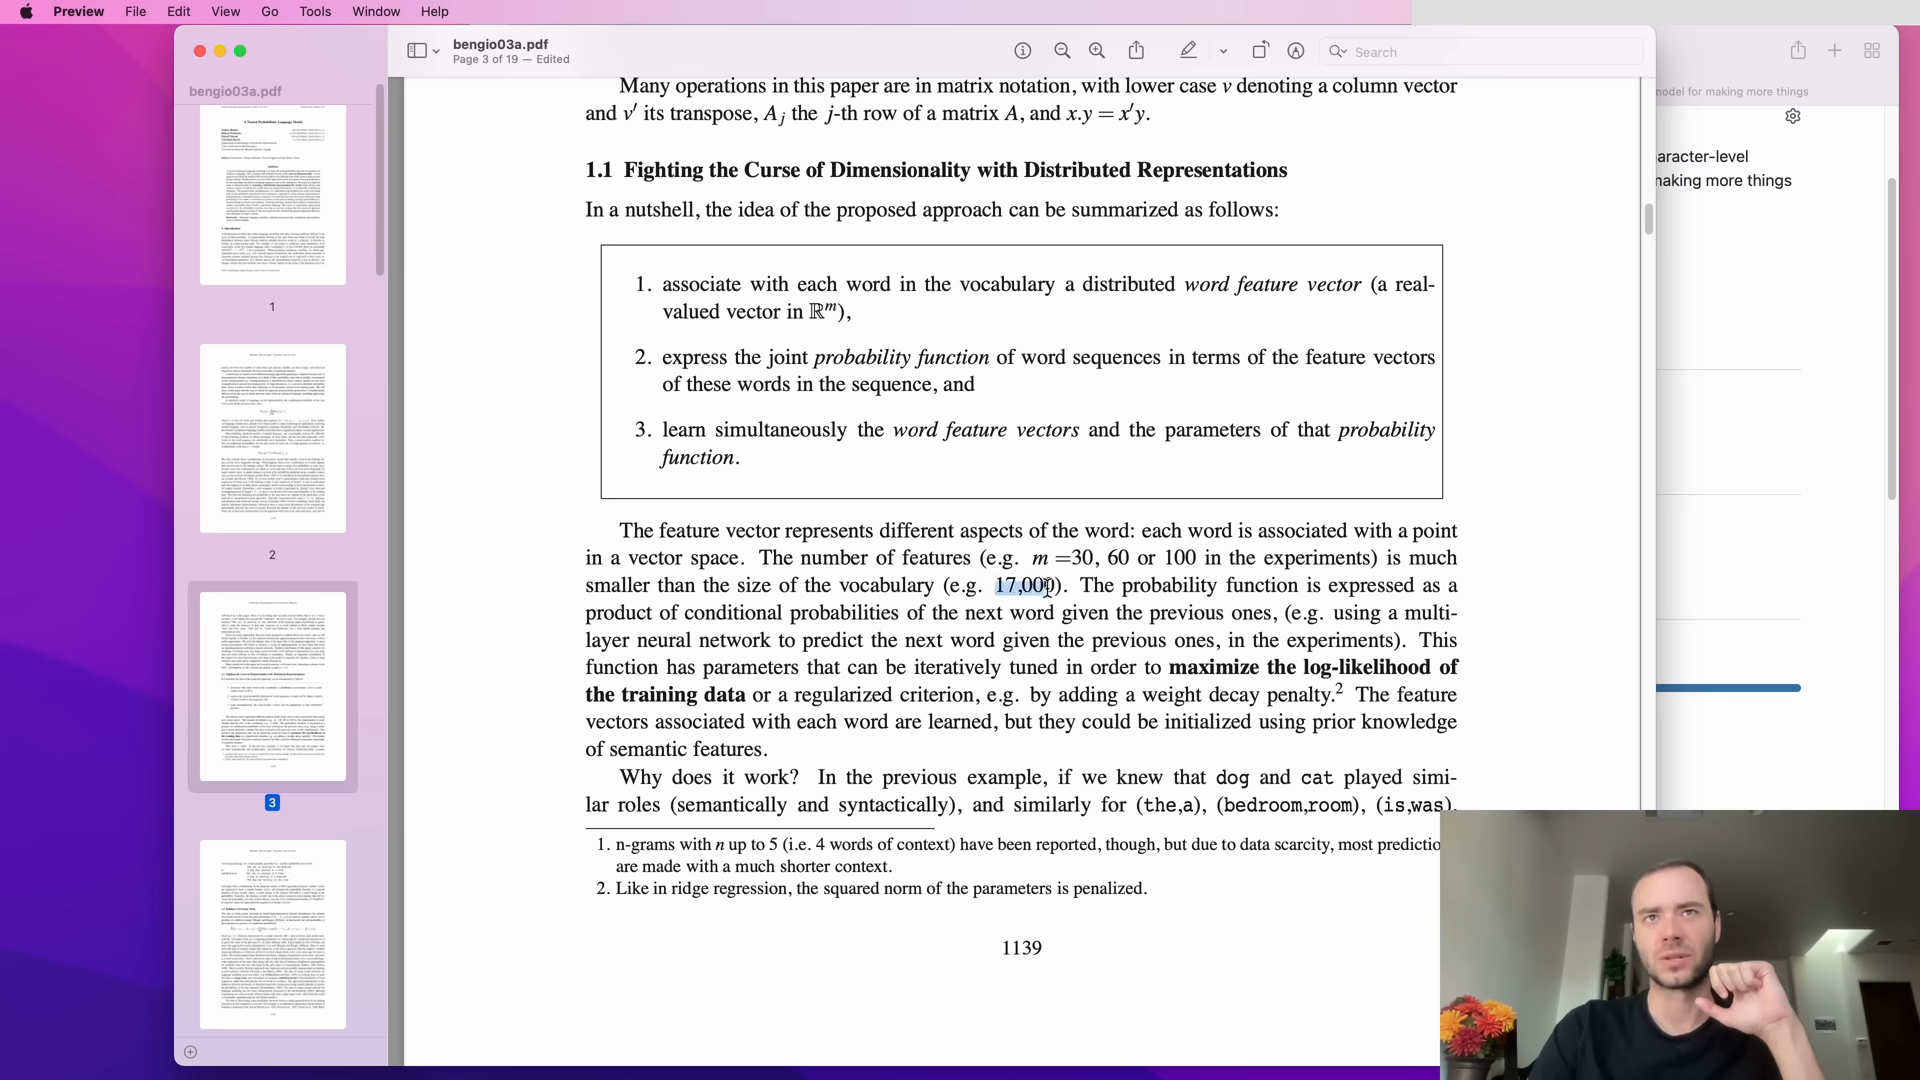 Preview File Edit View Go Tools Window Help
bengio03a.pdf
Page 3 of 19 — Edited
Search
bengio03a.pdf
1
2
3
Many operations in this paper are in matrix notation, with lower case v denoting a column vector
and v′ its transpose, Aj the j-th row of a matrix A, and x.y = x′y.
1.1 Fighting the Curse of Dimensionality with Distributed Representations
In a nutshell, the idea of the proposed approach can be summarized as follows:
1. associate with each word in the vocabulary a distributed word feature vector (a real-
valued vector in ℝᵐ),
2. express the joint probability function of word sequences in terms of the feature vectors
of these words in the sequence, and
3. learn simultaneously the word feature vectors and the parameters of that probability
function.
The feature vector represents different aspects of the word: each word is associated with a point
in a vector space. The number of features (e.g. m =30, 60 or 100 in the experiments) is much
smaller than the size of the vocabulary (e.g. 17,000). The probability function is expressed as a
product of conditional probabilities of the next word given the previous ones, (e.g. using a multi-
layer neural network to predict the next word given the previous ones, in the experiments). This
function has parameters that can be iteratively tuned in order to maximize the log-likelihood of
the training data or a regularized criterion, e.g. by adding a weight decay penalty.² The feature
vectors associated with each word are learned, but they could be initialized using prior knowledge
of semantic features.
Why does it work? In the previous example, if we knew that dog and cat played simi-
lar roles (semantically and syntactically), and similarly for (the,a), (bedroom,room), (is,was),
1. n-grams with n up to 5 (i.e. 4 words of context) have been reported, though, but due to data scarcity, most predictio
are made with a much shorter context.
2. Like in ridge regression, the squared norm of the parameters is penalized.
1139
model for making more things
aracter-level
making more things